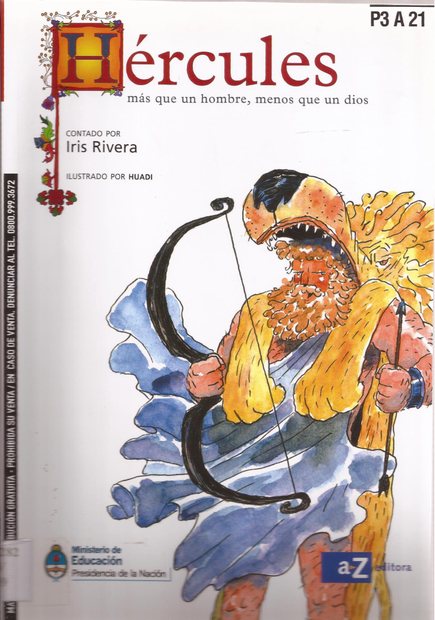 P3 A 21
Hércules
más que un hombre, menos que un dios
CONTADO POR
Iris Rivera
ILUSTRADO POR HUADI
BUCIÓN GRATUITA - PROHIBIDA SU VENTA / EN CASO DE VENTA, DENUNCIAR AL TEL. 0800.999.3672
Ministerio de
Educación
Presidencia de la Nación
a-Z editora